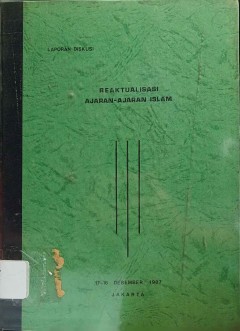 LAPORAN DISKUSI
REAKTUALISASI
AJARAN-AJARAN ISLAM
DESEMBER 1987
JAKARTA